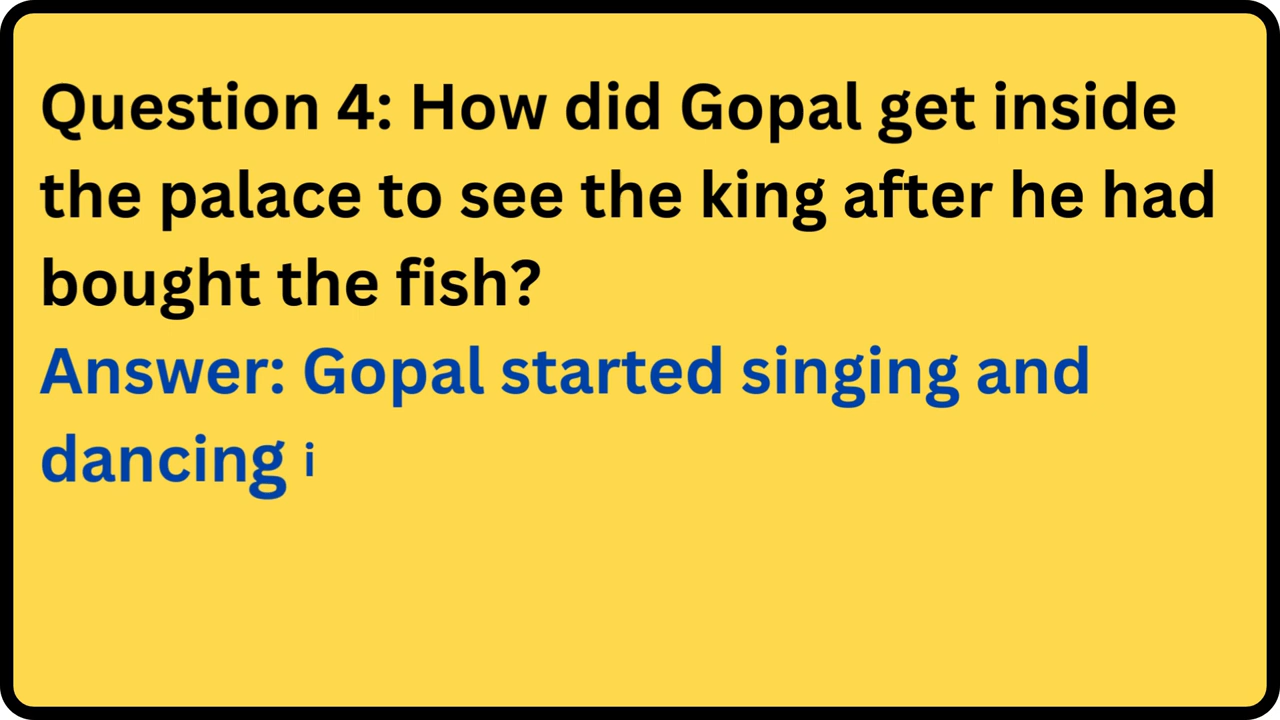 Question 4: How did Gopal get inside
the palace to see the king after he had
bought the fish?
Answer: Gopal started singing and
dancing i